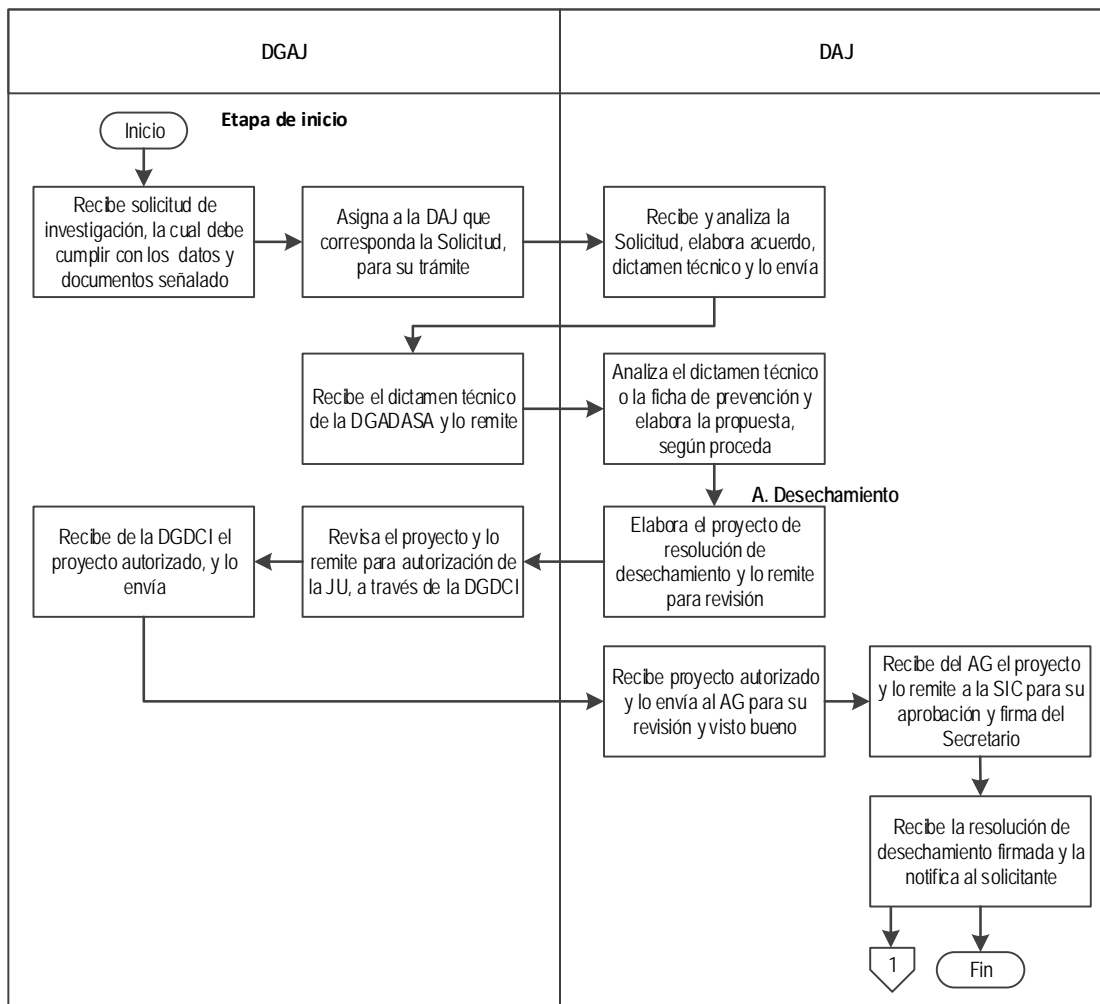 DGAJ
DAJ
Etapa de inicio
Inicio
Recibe solicitud de
investigación, la cual debe
cumplir con los datos y
documentos señalado
Asigna a la DAJ que
corresponda la Solicitud,
para su trámite
Recibe y analiza la
Solicitud, elabora acuerdo,
dictamen técnico y lo envía
Recibe el dictamen técnico
de la DGADASA y lo remite
Analiza el dictamen técnico
o la ficha de prevención y
elabora la propuesta,
según proceda
A. Desechamiento
Elabora el proyecto de
resolución de
desechamiento y lo remite
para revisión
Revisa el proyecto y lo
remite para autorización de
la JU, a través de la DGDCI
Recibe de la DGDCI el
proyecto autorizado, y lo
envía
Recibe proyecto autorizado
y lo envía al AG para su
revisión y visto bueno
Recibe del AG el proyecto
y lo remite a la SIC para su
aprobación y firma del
Secretario
Recibe la resolución de
desechamiento firmada y la
notifica al solicitante
1
Fin